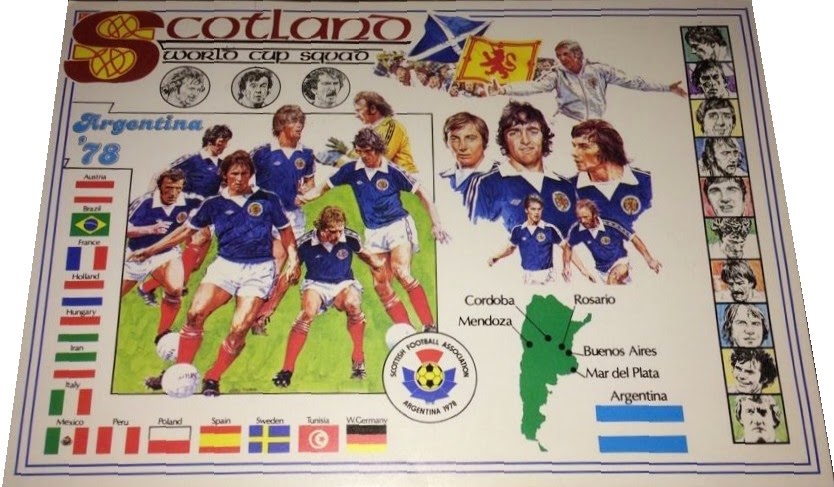 Scotland
WORLD CUP SQUAD
Argentina
'78
Austria
Brazil
France
Holland
Hungary
Iran
Italy
Mexico
Peru
Poland
Spain
Sweden
Tunisia
W.Germany
SCOTTISH FOOTBALL ASSOCIATION
ARGENTINA 1978
Cordoba
Rosario
Mendoza
Buenos Aires
Mar del Plata
Argentina